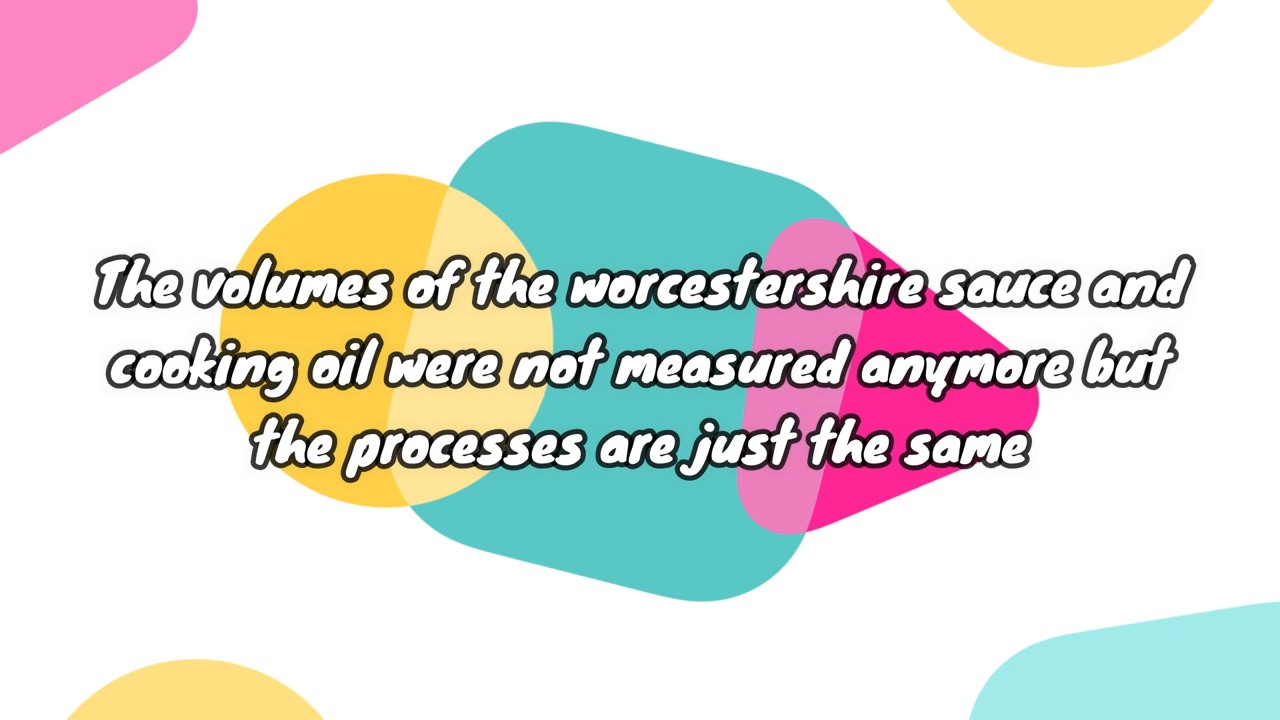 The volumes of the worcestershire sauce and
cooking oil were not measured anymore but
the processes are just the same